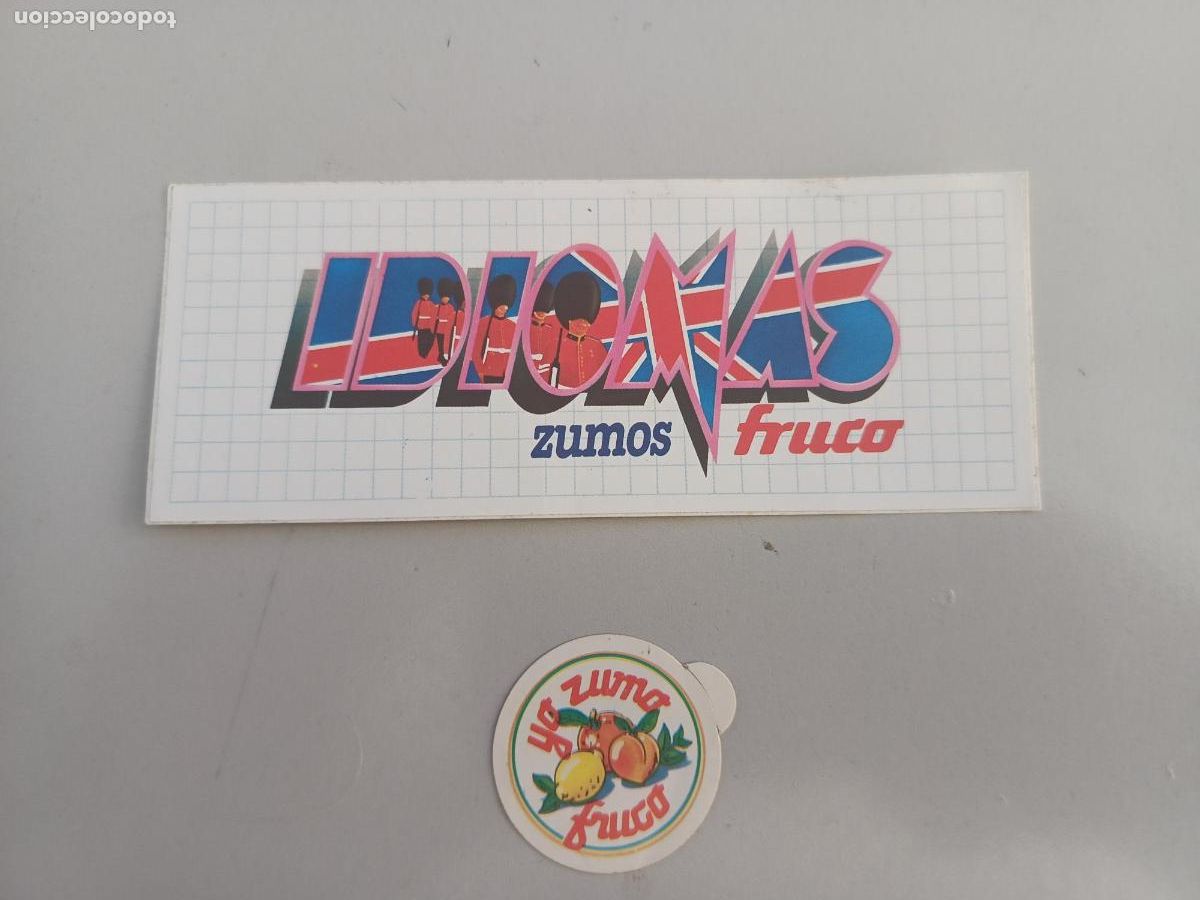 todocoleccion
IDIOMAS
zumos fruco
yo zumo
fruco